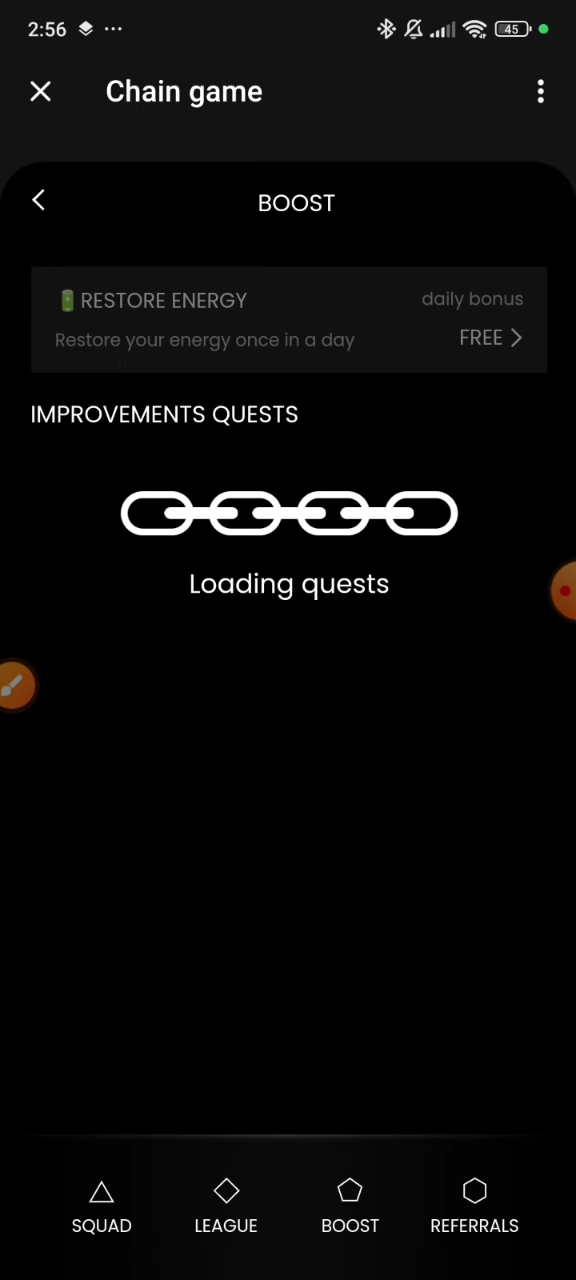 2:56
45
Chain game
BOOST
RESTORE ENERGY
daily bonus
Restore your energy once in a day
FREE
IMPROVEMENTS QUESTS
Loading quests
SQUAD
LEAGUE
BOOST
REFERRALS